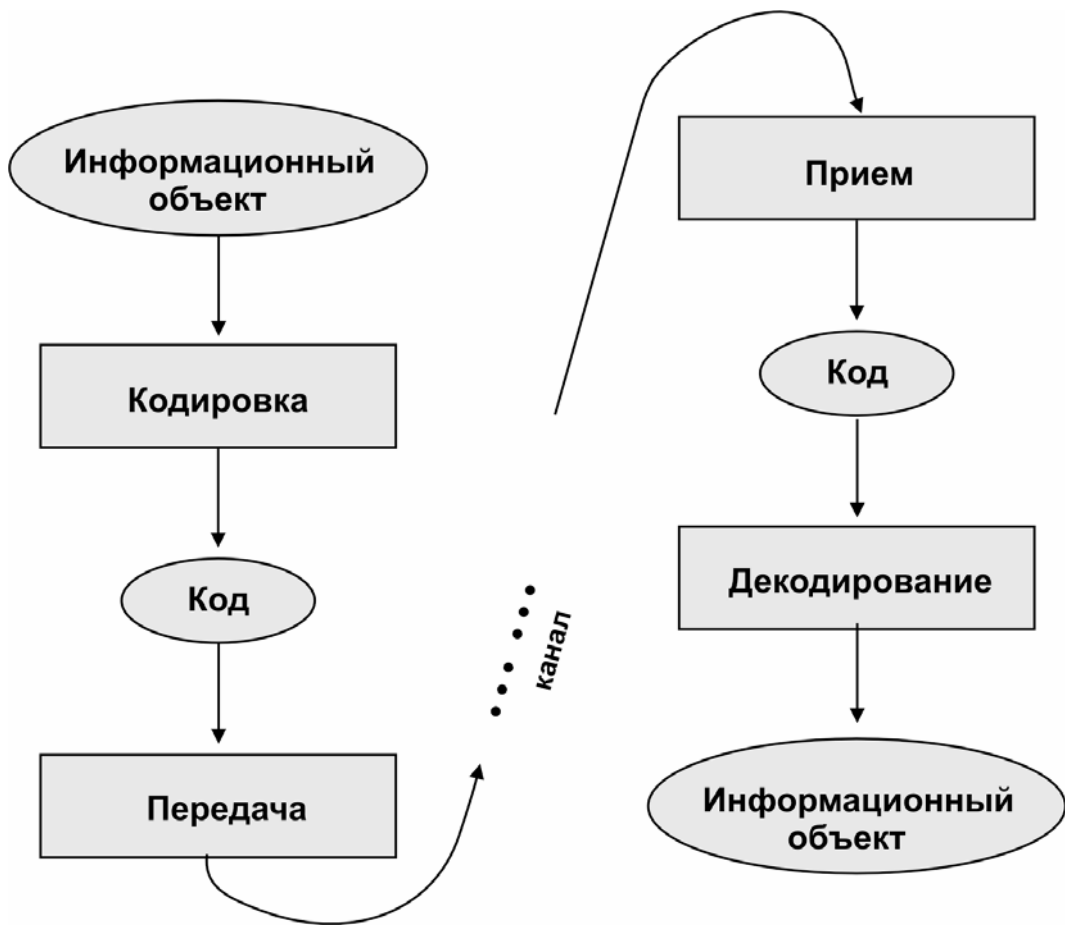 Информационный
объект
Кодировка
Код
Передача
канал
Прием
Код
Декодирование
Информационный
объект